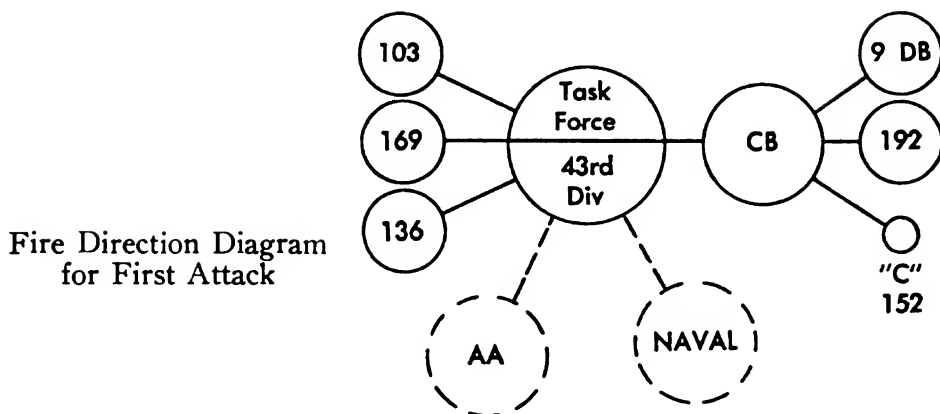 103
169
136
Task
Force
43rd
Div
CB
9 DB
192
"C"
152
AA
NAVAL
Fire Direction Diagram
for First Attack